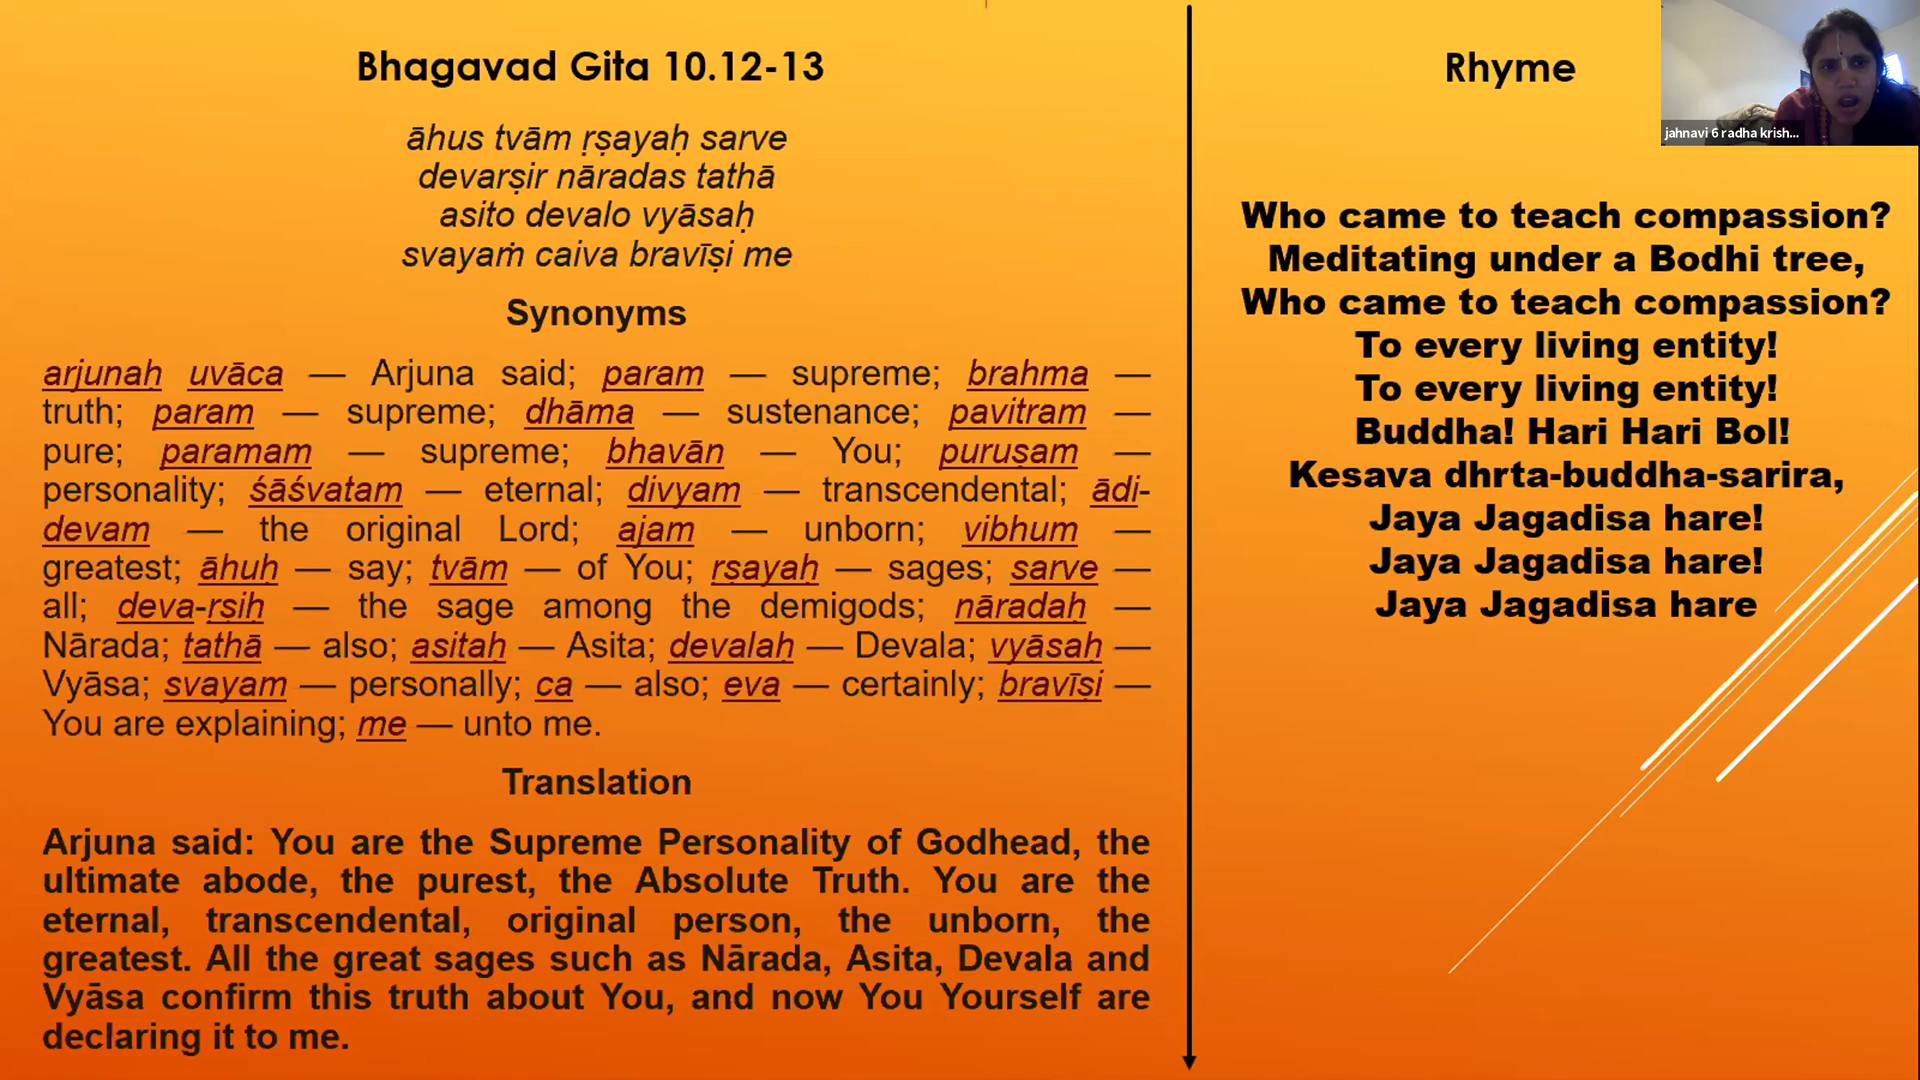 Bhagavad Gita 10.12-13
āhus tvām ṛṣayaḥ sarve
devarṣir nāradas tathā
asito devalo vyāsaḥ
svayaṁ caiva bravīṣi me
Synonyms
arjunaḥ uvāca — Arjuna said; param — supreme; brahma —
truth; param — supreme; dhāma — sustenance; pavitram —
pure; paramam — supreme; bhavān — You; puruṣam —
personality; śāśvatam — eternal; divyam — transcendental; ādi-
devam — the original Lord; ajam — unborn; vibhum —
greatest; āhuḥ — say; tvām — of You; ṛṣayaḥ — sages; sarve —
all; deva-ṛṣiḥ — the sage among the demigods; nāradaḥ —
Nārada; tathā — also; asitaḥ — Asita; devalaḥ — Devala; vyāsaḥ —
Vyāsa; svayam — personally; ca — also; eva — certainly; bravīṣi —
You are explaining; me — unto me.
Translation
Arjuna said: You are the Supreme Personality of Godhead, the
ultimate abode, the purest, the Absolute Truth. You are the
eternal, transcendental, original person, the unborn, the
greatest. All the great sages such as Nārada, Asita, Devala and
Vyāsa confirm this truth about You, and now You Yourself are
declaring it to me.
Rhyme
Who came to teach compassion?
Meditating under a Bodhi tree,
Who came to teach compassion?
To every living entity!
To every living entity!
Buddha! Hari Hari Bol!
Kesava dhrta-buddha-sarira,
Jaya Jagadisa hare!
Jaya Jagadisa hare!
Jaya Jagadisa hare
jahnavi 6 radha krish...